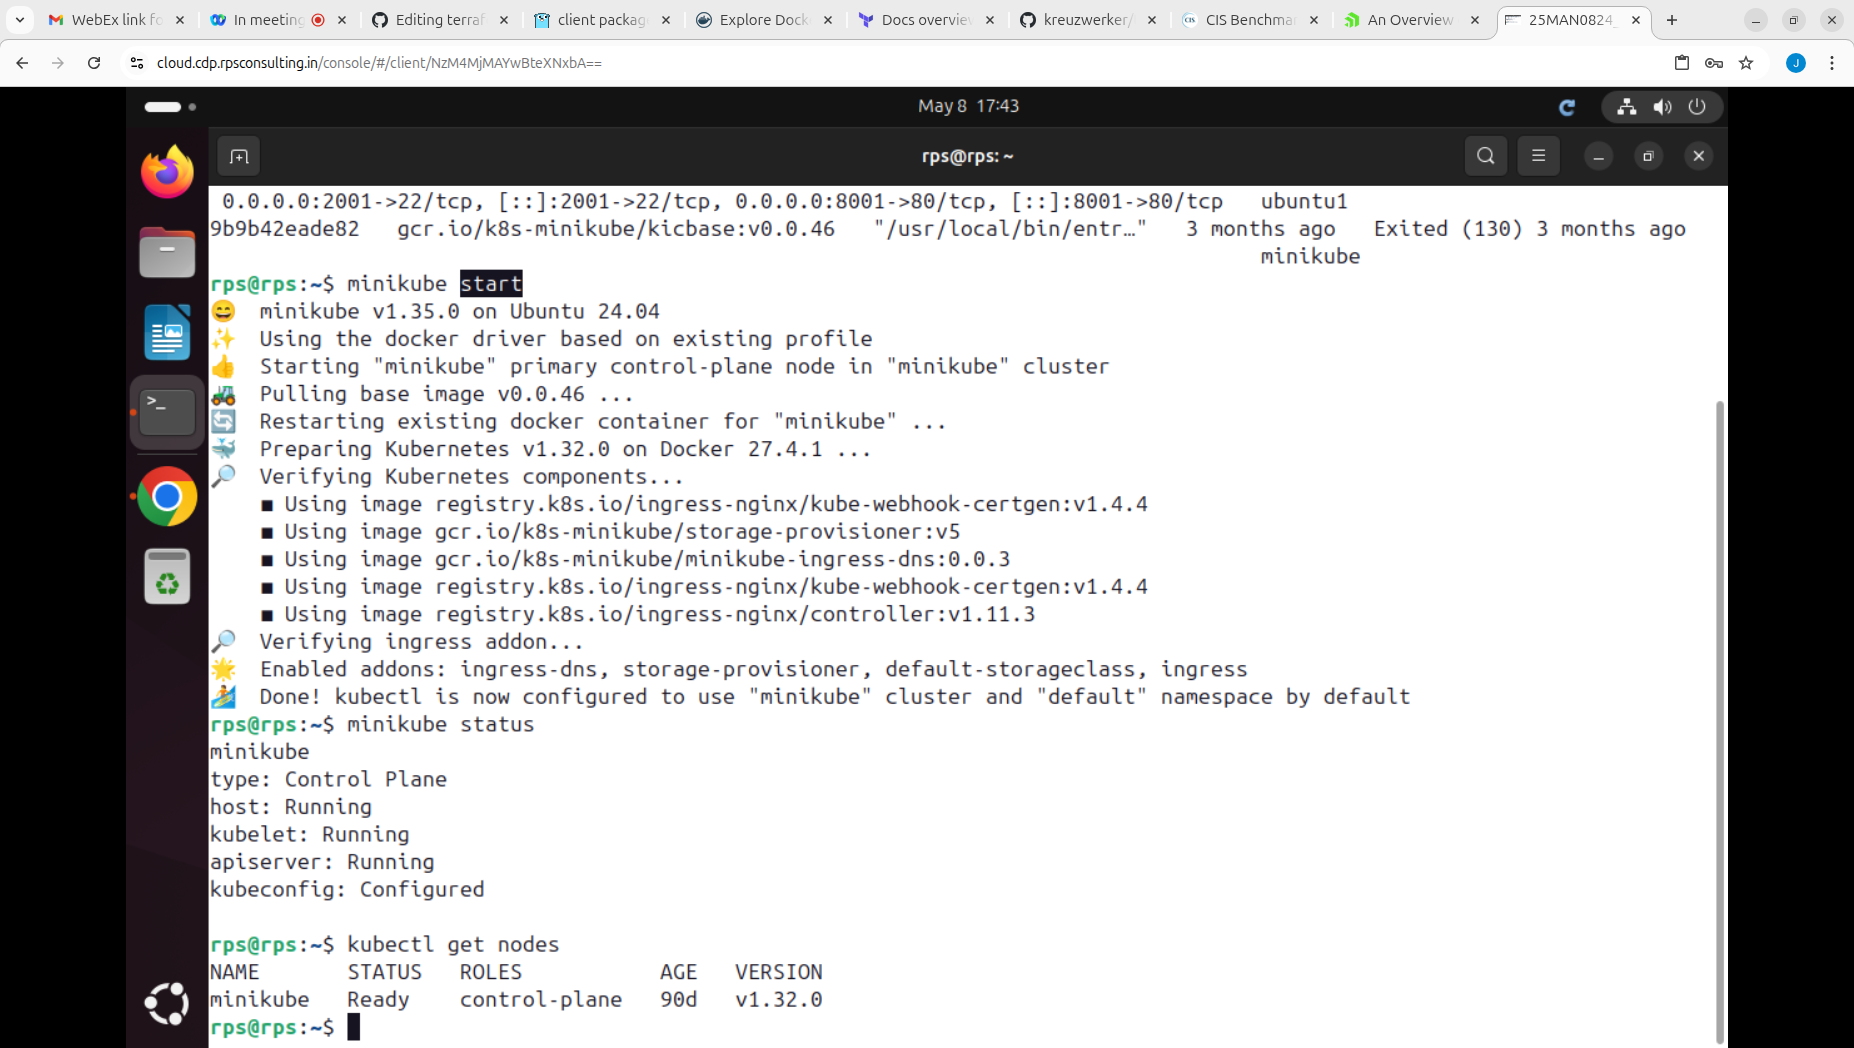 WebEx link fo
In meeting
Editing terraf
client package
Explore Dock
Docs overview
kreuzwerker/
CIS Benchma
An Overview
25MAN0824_
cloud.cdp.rpsconsulting.in/console/#/client/NzM4MjMAYwBteXNxbA==
J
May 8 17:43
rps@rps: ~
0.0.0.0:2001->22/tcp, [::]:2001->22/tcp, 0.0.0.0:8001->80/tcp, [::]:8001->80/tcp ubuntu1
9b9b42eade82 gcr.io/k8s-minikube/kicbase:v0.0.46 "/usr/local/bin/entr…" 3 months ago Exited (130) 3 months ago
minikube
rps@rps:~$ minikube start
minikube v1.35.0 on Ubuntu 24.04
Using the docker driver based on existing profile
Starting "minikube" primary control-plane node in "minikube" cluster
Pulling base image v0.0.46 ...
Restarting existing docker container for "minikube" ...
Preparing Kubernetes v1.32.0 on Docker 27.4.1 ...
Verifying Kubernetes components...
■ Using image registry.k8s.io/ingress-nginx/kube-webhook-certgen:v1.4.4
■ Using image gcr.io/k8s-minikube/storage-provisioner:v5
■ Using image gcr.io/k8s-minikube/minikube-ingress-dns:0.0.3
■ Using image registry.k8s.io/ingress-nginx/kube-webhook-certgen:v1.4.4
■ Using image registry.k8s.io/ingress-nginx/controller:v1.11.3
Verifying ingress addon...
Enabled addons: ingress-dns, storage-provisioner, default-storageclass, ingress
Done! kubectl is now configured to use "minikube" cluster and "default" namespace by default
rps@rps:~$ minikube status
minikube
type: Control Plane
host: Running
kubelet: Running
apiserver: Running
kubeconfig: Configured
rps@rps:~$ kubectl get nodes
NAME STATUS ROLES AGE VERSION
minikube Ready control-plane 90d v1.32.0
rps@rps:~$